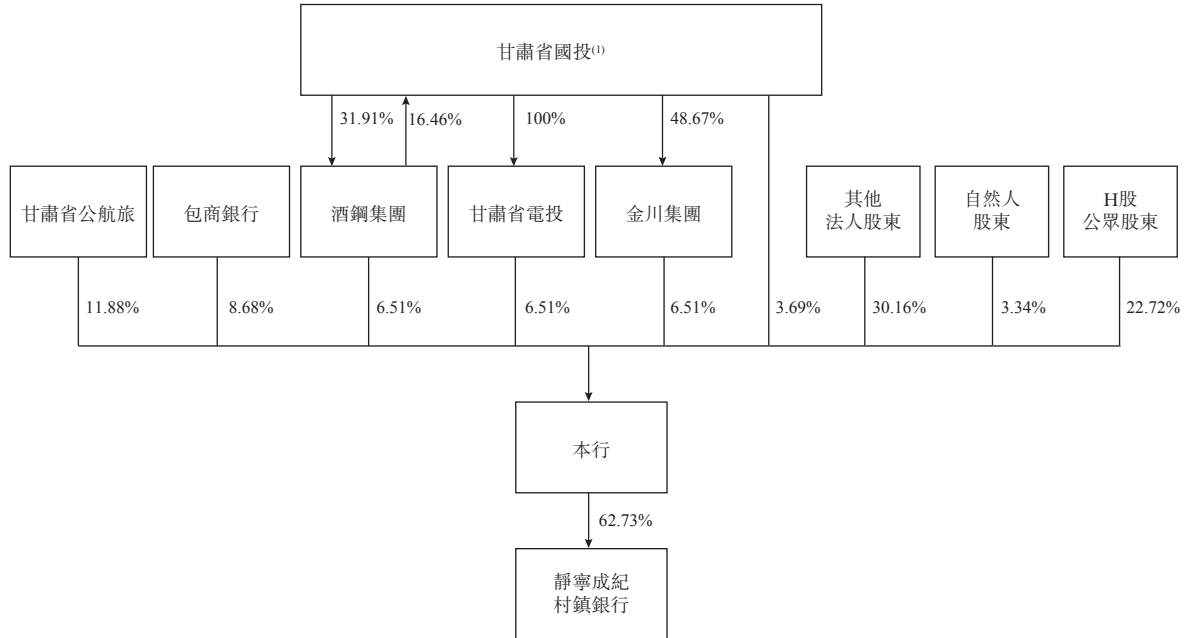 甘肅省國投(1)
31.91%
16.46%
100%
48.67%
甘肅省公航旅
包商銀行
酒鋼集團
甘肅省電投
金川集團
其他
法人股東
自然人
股東
H股
公眾股東
11.88%
8.68%
6.51%
6.51%
6.51%
3.69%
30.16%
3.34%
22.72%
本行
62.73%
靜寧成紀
村鎮銀行